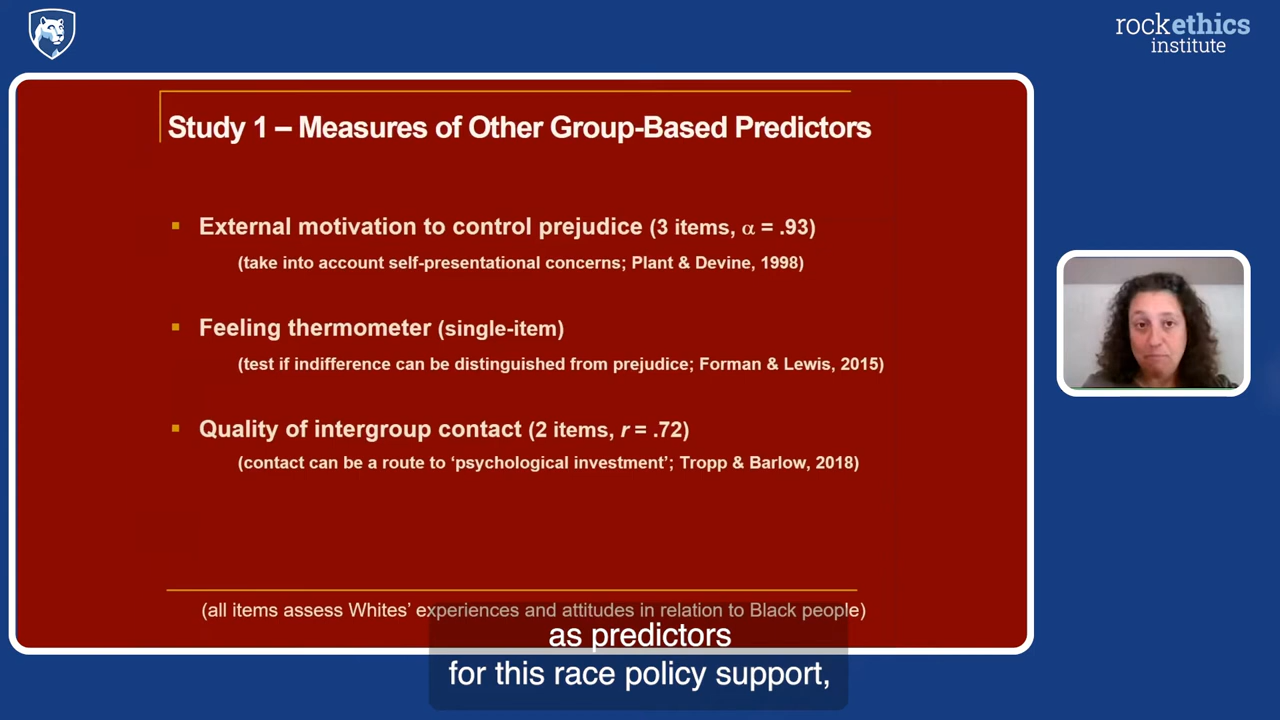 rockethics
institute
Study 1 – Measures of Other Group-Based Predictors
▪ External motivation to control prejudice (3 items, α = .93)
(take into account self-presentational concerns; Plant & Devine, 1998)
▪ Feeling thermometer (single-item)
(test if indifference can be distinguished from prejudice; Forman & Lewis, 2015)
▪ Quality of intergroup contact (2 items, r = .72)
(contact can be a route to ‘psychological investment’; Tropp & Barlow, 2018)
(all items assess Whites’ experiences and attitudes in relation to Black people)
as predictors
for this race policy support,